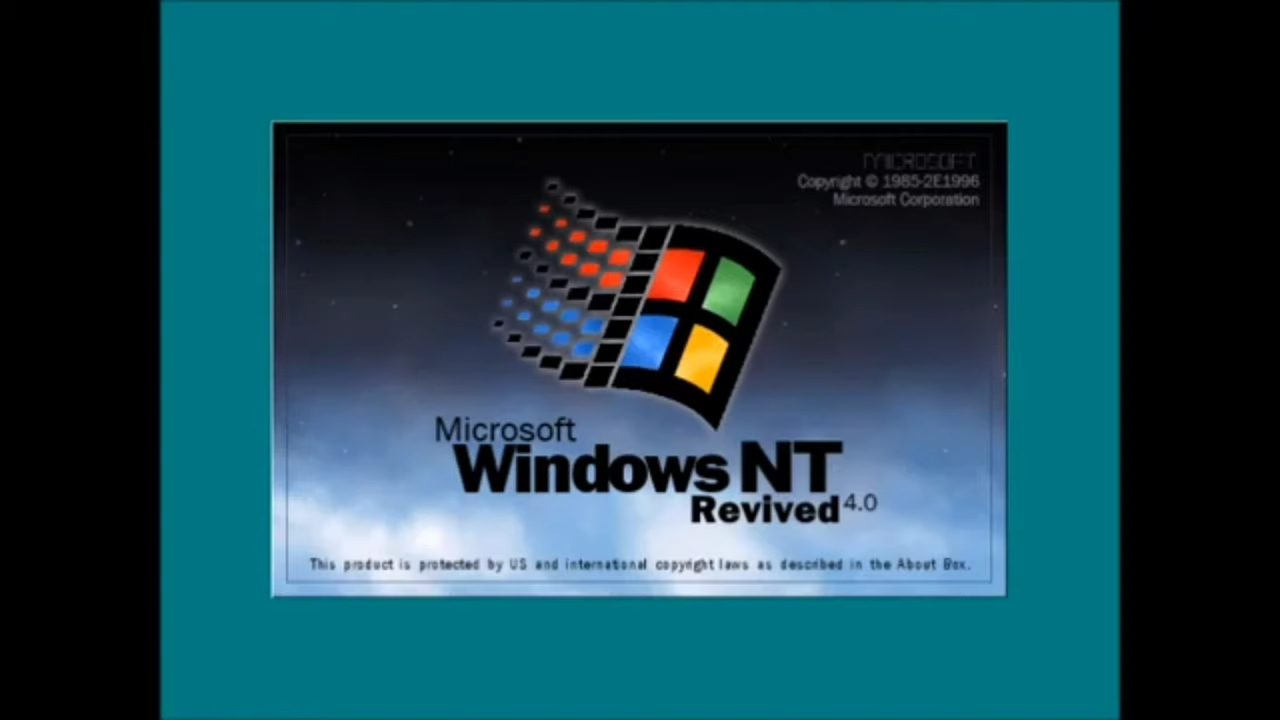 MICROSOFT
Copyright © 1985-2E1996
Microsoft Corporation
Microsoft
Windows NT
Revived 4.0
This product is protected by US and international copyright laws as described in the About Box.